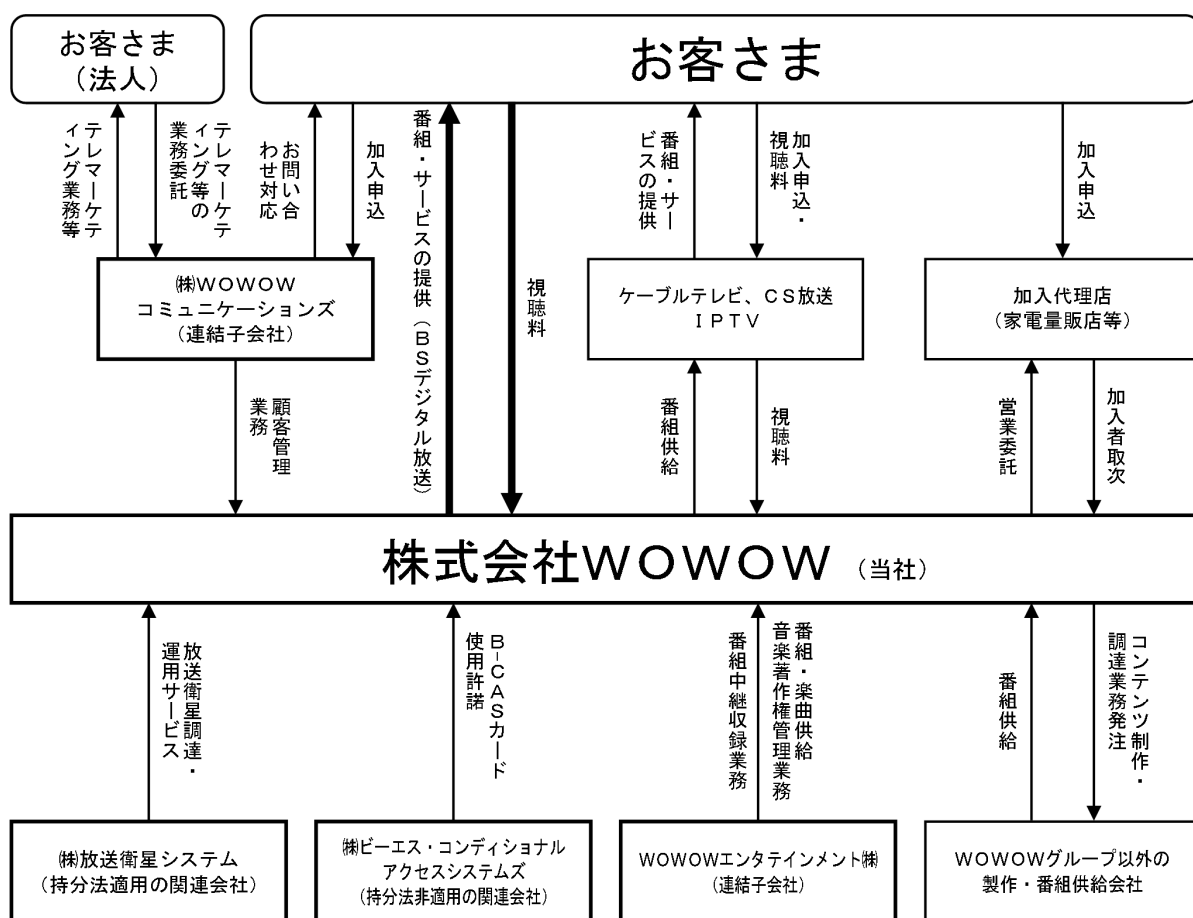 お客さま
（法人）
お客さま
テレマーケテ
ィング業務等
テレマーケテ
ィング等の
業務委託
お問い合
わせ対応
加入申込
番組・サービスの提供（ＢＳデジタル放送）
視聴料
番組・サー
ビスの提供
加入申込・
視聴料
加入申込
㈱ＷＯＷＯＷ
コミュニケーションズ
（連結子会社）
ケーブルテレビ、ＣＳ放送
ＩＰＴＶ
加入代理店
（家電量販店等）
顧客管理
業務
番組供給
視聴料
営業委託
加入者取次
株式会社ＷＯＷＯＷ（当社）
放送衛星調達・
運用サービス
Ｂ－ＣＡＳカード
使用許諾
番組・楽曲供給
音楽著作権管理業務
番組中継収録業務
番組供給
コンテンツ制作・
調達業務発注
㈱放送衛星システム
（持分法適用の関連会社）
㈱ビーエス・コンディショナル
アクセスシステムズ
（持分法非適用の関連会社）
ＷＯＷＯＷエンタテインメント㈱
（連結子会社）
ＷＯＷＯＷグループ以外の
製作・番組供給会社